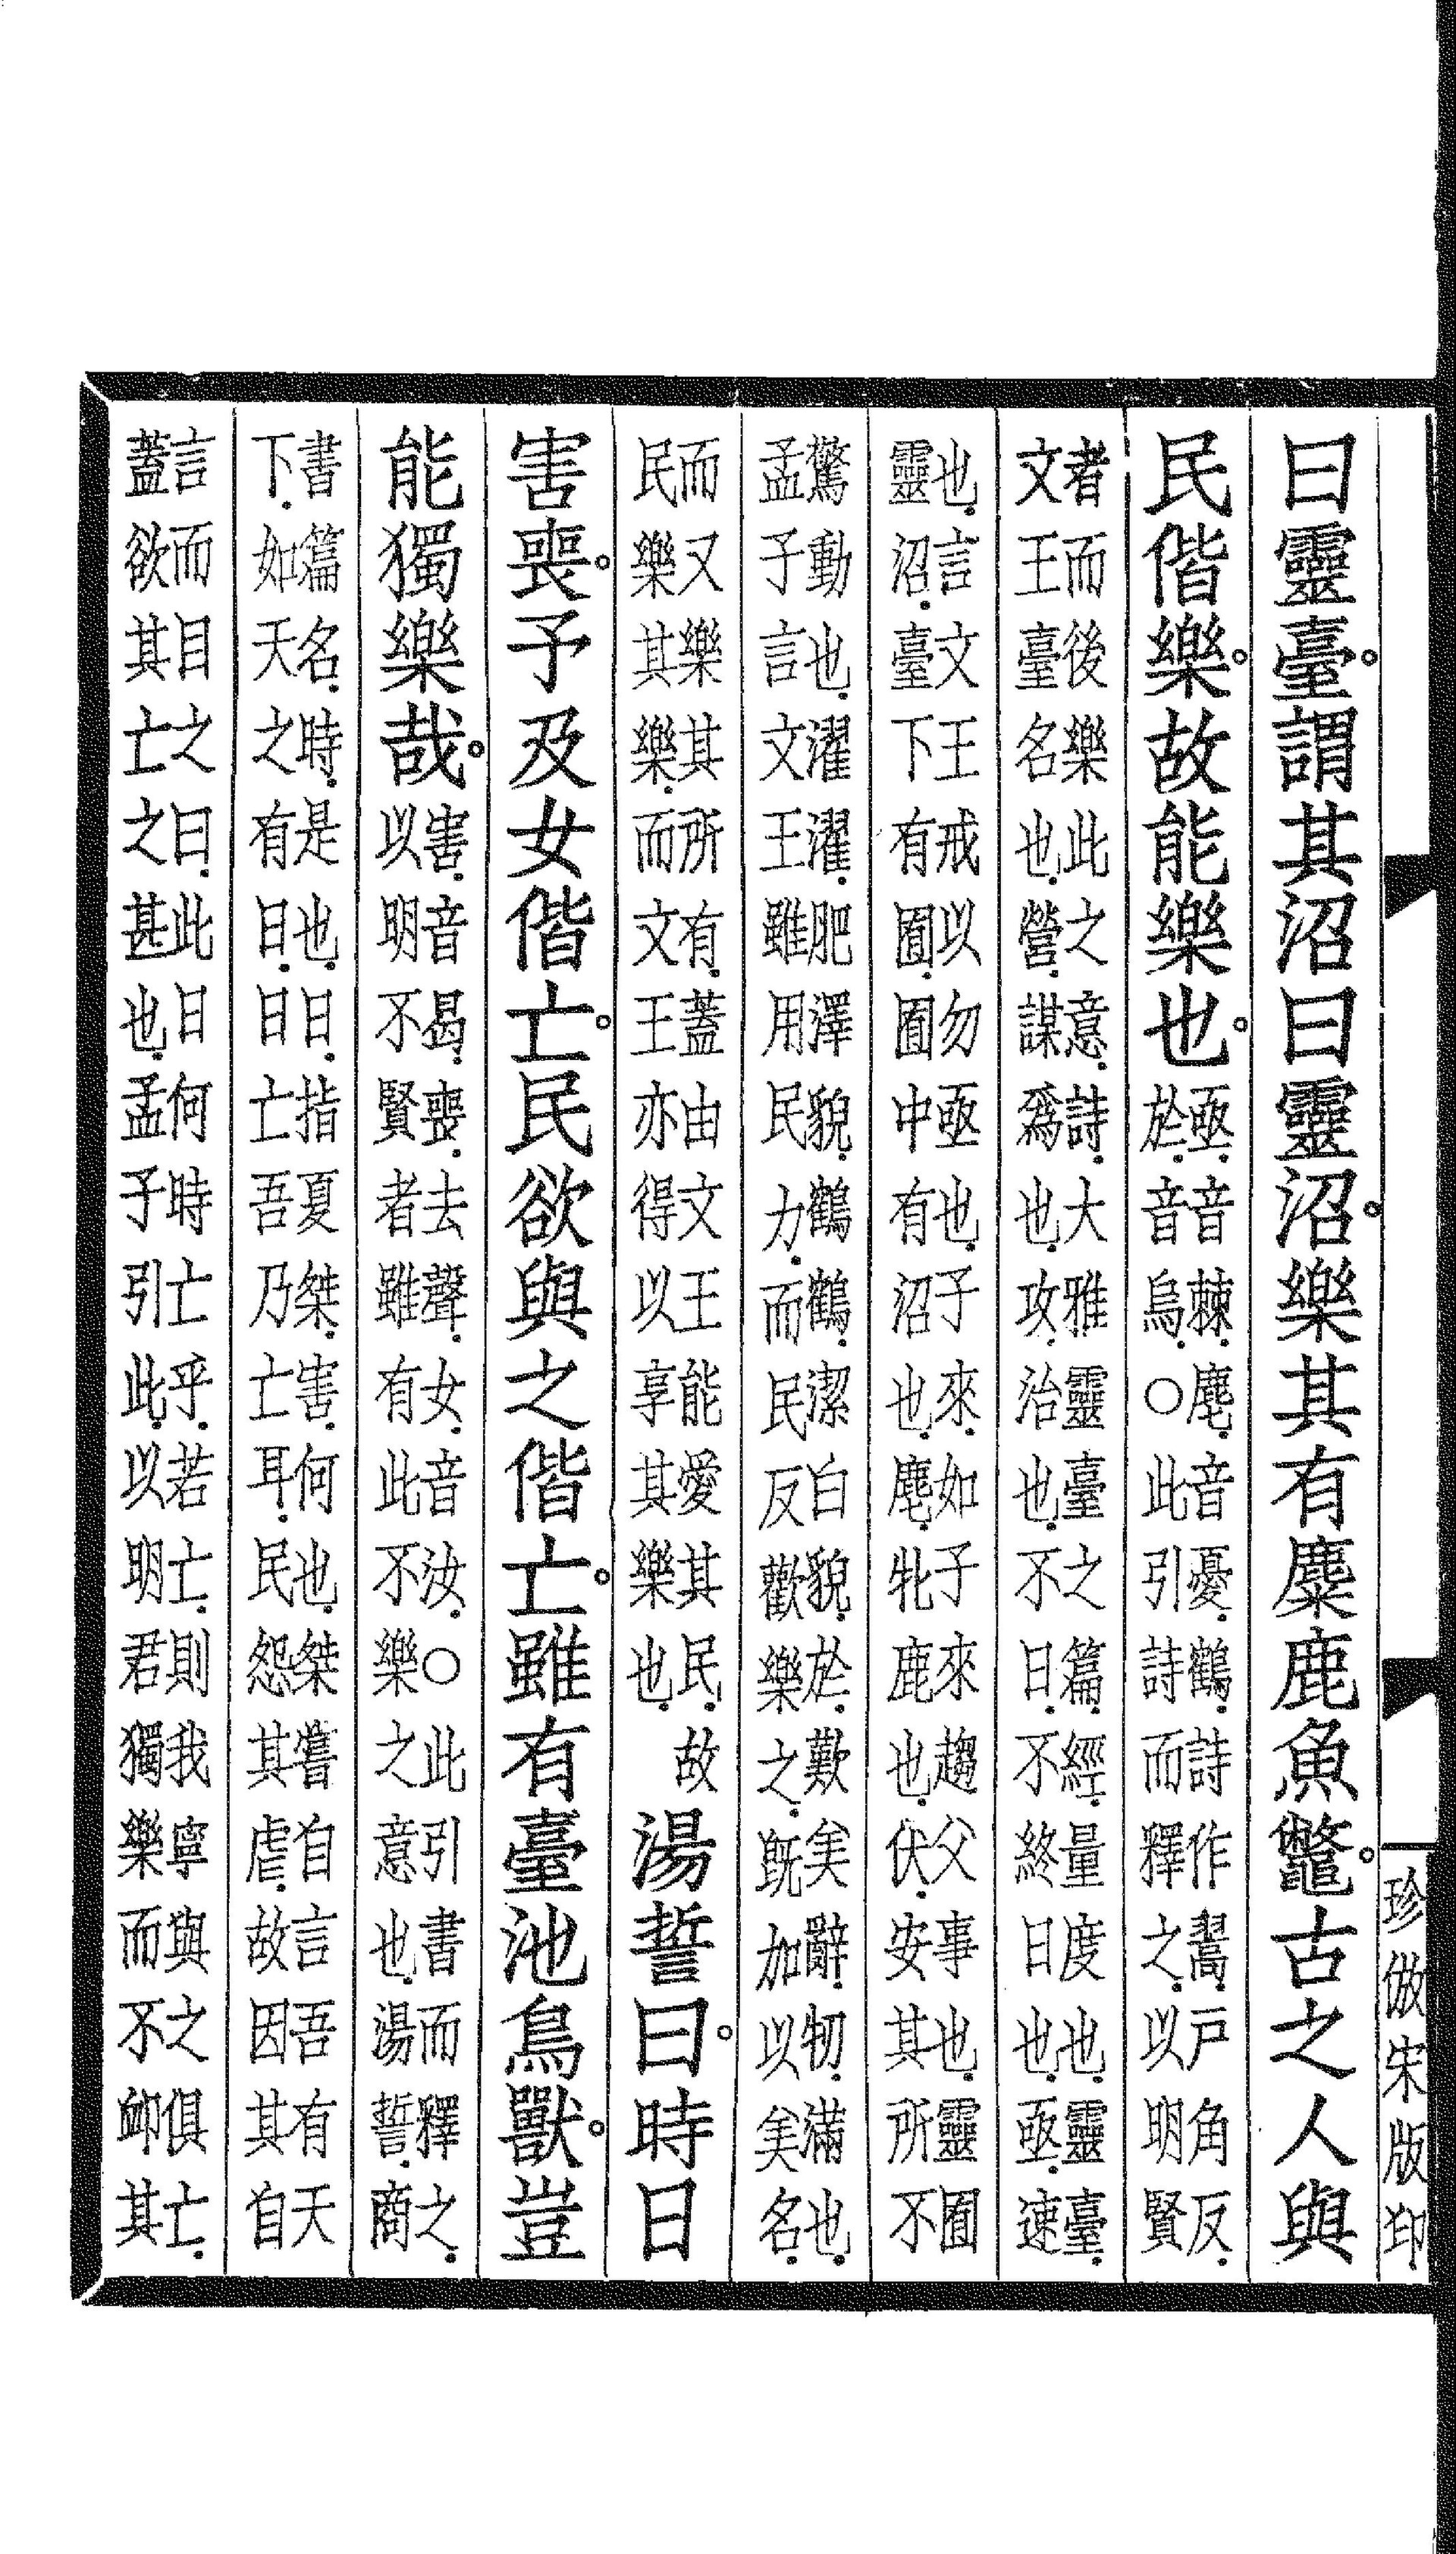 珍倣宋版印
曰靈臺。謂其沼曰靈沼。樂其有麋鹿魚鼈。古之人與
民偕樂。故能樂也。亟.音棘.麀.音憂.鶴.詩作翯.戶角反.
於.音烏.○此引詩而釋之.以明賢
者而後樂此之意.詩.大雅靈臺之篇.經.量度也.靈臺.
文王臺名也.營.謀爲也.攻.治也.不日.不終日也.亟.速
也.言文王戒以勿亟也.子來.如子來趨父事也.靈囿
靈沼.臺下有囿.囿中有沼也.麀.牝鹿也.伏.安其所不
驚動也.濯濯.肥澤貌.鶴鶴.潔白貌.於.歎美辭.牣.滿也.
孟子言文王雖用民力.而民反歡樂之.旣加以美名.
而又樂其所有.蓋由文王能愛其民.故
民樂其樂.而文王亦得以享其樂也.湯誓曰。時日
害喪。予及女偕亡。民欲與之偕亡。雖有臺池鳥獸。豈
能獨樂哉。害.音曷.喪.去聲.女.音汝.○此引書而釋之.
以明不賢者雖有此不樂之意也.湯誓.商
書篇名.時.是也.日.指夏桀.害.何也.桀嘗自言吾有天
下.如天之有日.日亡吾乃亡耳.民怨其虐.故因其自
言而目之曰.此日何時亡乎.若亡.則我寧與之俱亡.
蓋欲其亡之甚也.孟子引此.以明君獨樂而不卹其